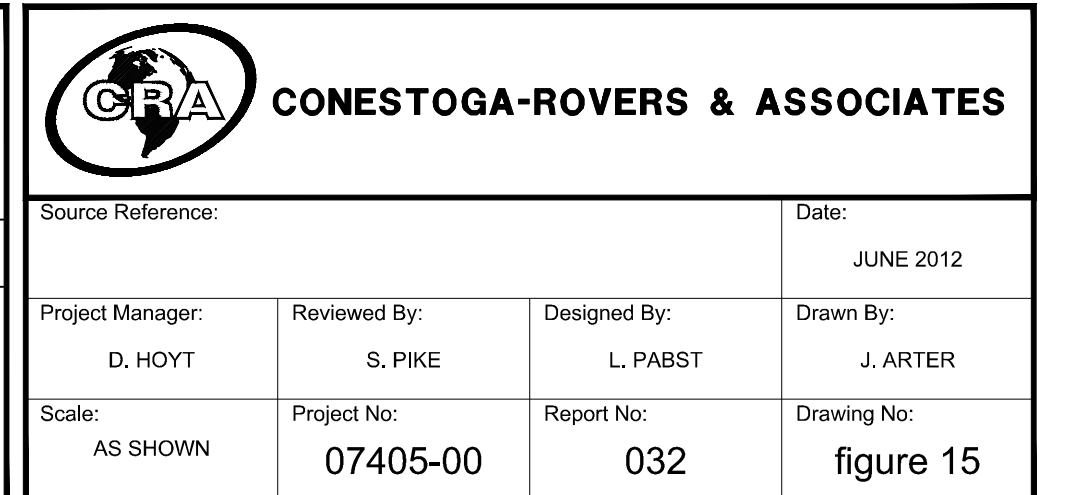 CRA
CONESTOGA-ROVERS & ASSOCIATES
Source Reference:
Date:
JUNE 2012
Project Manager:
D. HOYT
Reviewed By:
S. PIKE
Designed By:
L. PABST
Drawn By:
J. ARTER
Scale:
AS SHOWN
Project No:
07405-00
Report No:
032
Drawing No:
figure 15